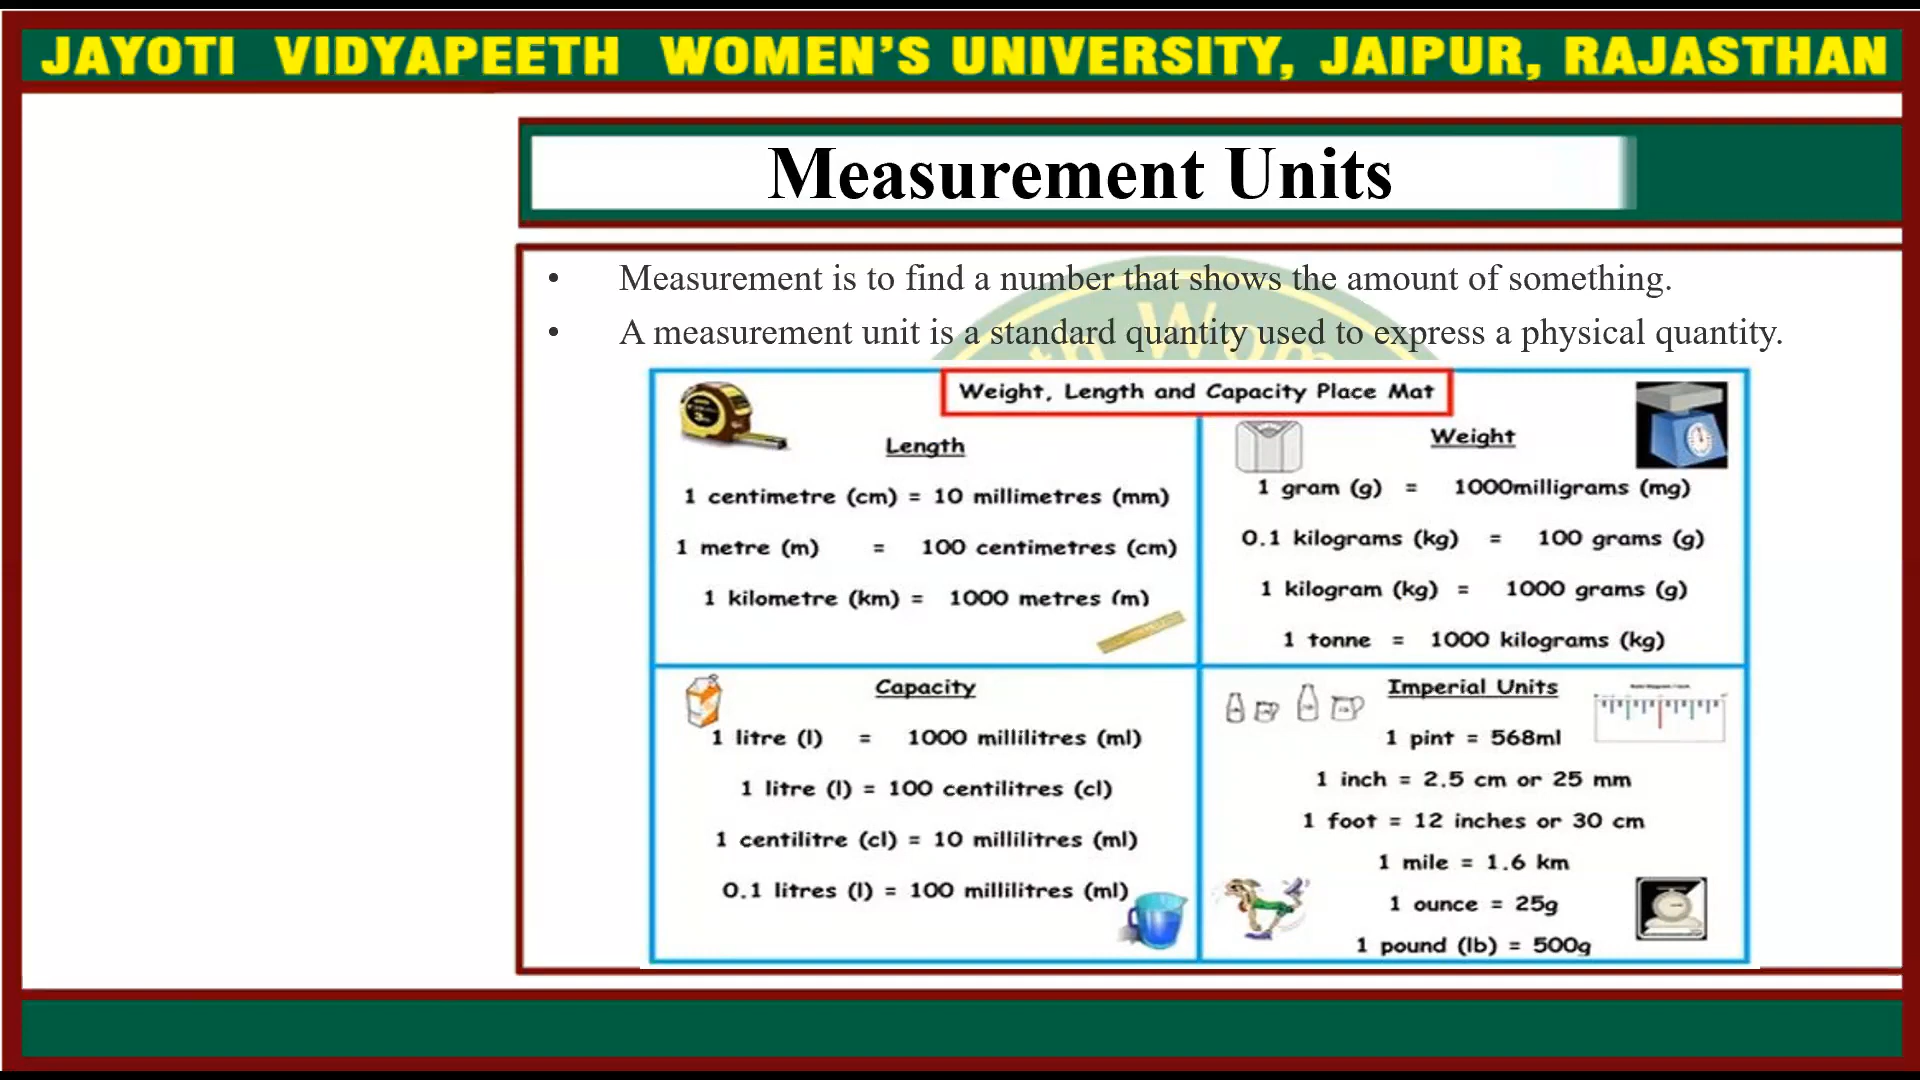 JAYOTI VIDYAPEETH WOMEN’S UNIVERSITY, JAIPUR, RAJASTHAN
Measurement Units
• Measurement is to find a number that shows the amount of something.
• A measurement unit is a standard quantity used to express a physical quantity.
Weight, Length and Capacity Place Mat
Length
1 centimetre (cm) = 10 millimetres (mm)
1 metre (m) = 100 centimetres (cm)
1 kilometre (km) = 1000 metres (m)
Weight
1 gram (g) = 1000milligrams (mg)
0.1 kilograms (kg) = 100 grams (g)
1 kilogram (kg) = 1000 grams (g)
1 tonne = 1000 kilograms (kg)
Capacity
1 litre (l) = 1000 millilitres (ml)
1 litre (l) = 100 centilitres (cl)
1 centilitre (cl) = 10 millilitres (ml)
0.1 litres (l) = 100 millilitres (ml)
Imperial Units
1 pint = 568ml
1 inch = 2.5 cm or 25 mm
1 foot = 12 inches or 30 cm
1 mile = 1.6 km
1 ounce = 25g
1 pound (lb) = 500g